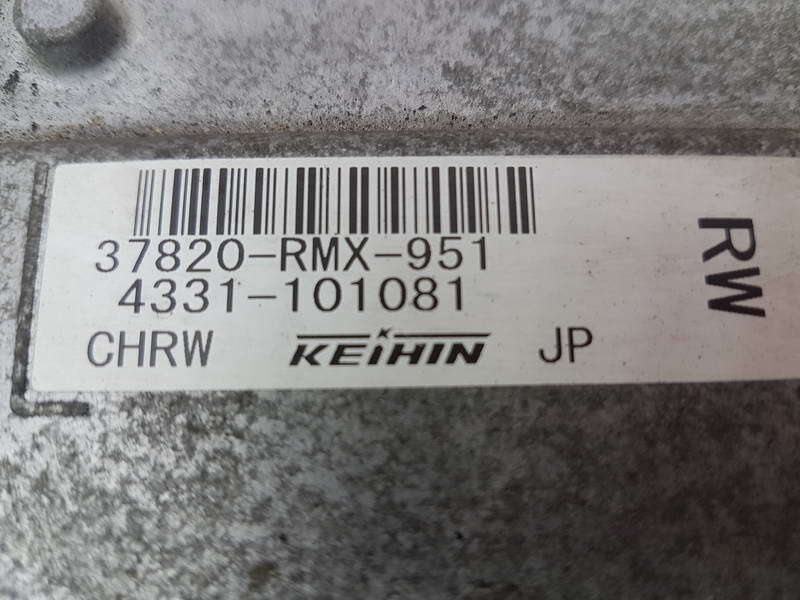 37820-RMX-951
4331-101081
CHRW KEIHIN JP
RW